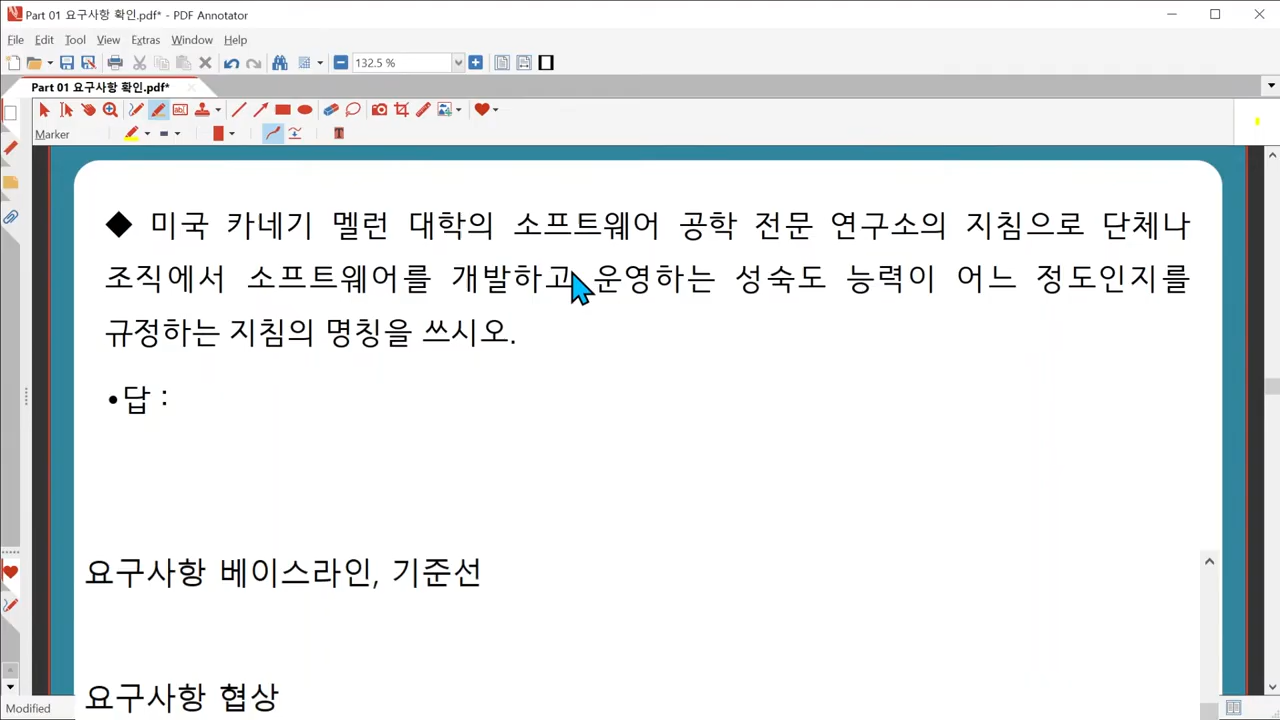 Part 01 요구사항 확인.pdf* - PDF Annotator
File Edit Tool View Extras Window Help
132.5 %
Part 01 요구사항 확인.pdf*
Marker
◆ 미국 카네기 멜런 대학의 소프트웨어 공학 전문 연구소의 지침으로 단체나
조직에서 소프트웨어를 개발하고 운영하는 성숙도 능력이 어느 정도인지를
규정하는 지침의 명칭을 쓰시오.
•답 :
요구사항 베이스라인, 기준선
요구사항 협상
Modified